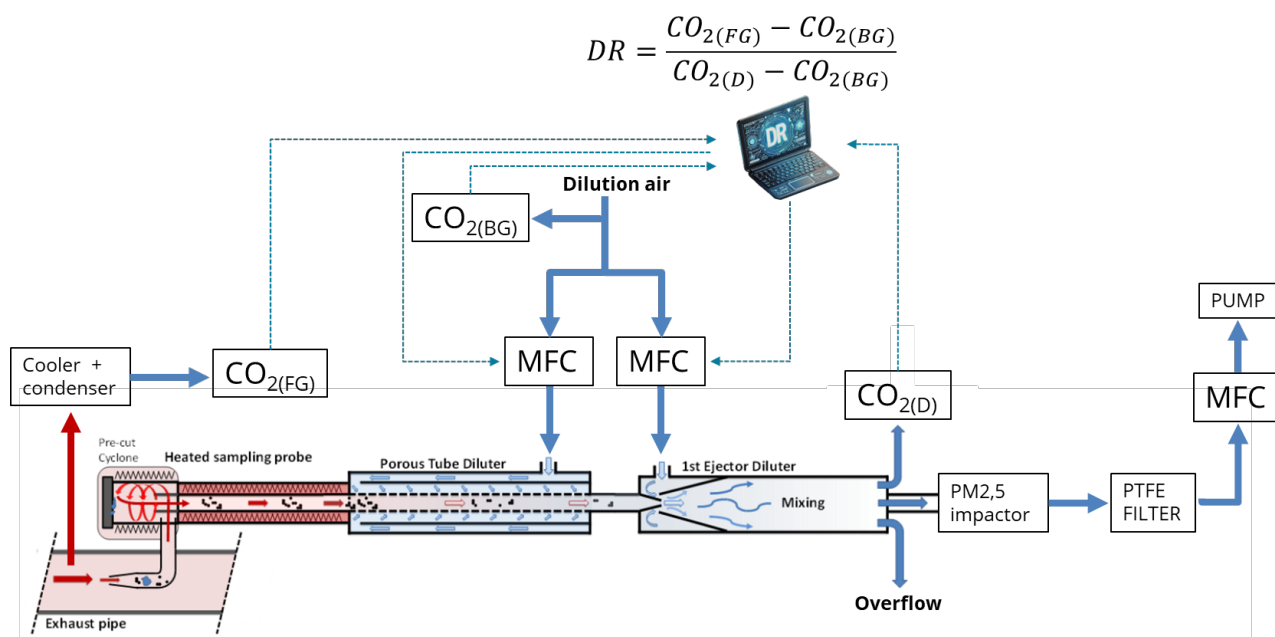 DR = (CO2(FG) − CO2(BG)) / (CO2(D) − CO2(BG))
DR
Dilution air
CO2(BG)
PUMP
MFC
MFC
Cooler +
condenser
CO2(FG)
CO2(D)
MFC
Pre-cut
Cyclone
Heated sampling probe
Porous Tube Diluter
1st Ejector Diluter
Mixing
PM2,5
impactor
PTFE
FILTER
Exhaust pipe
Overflow